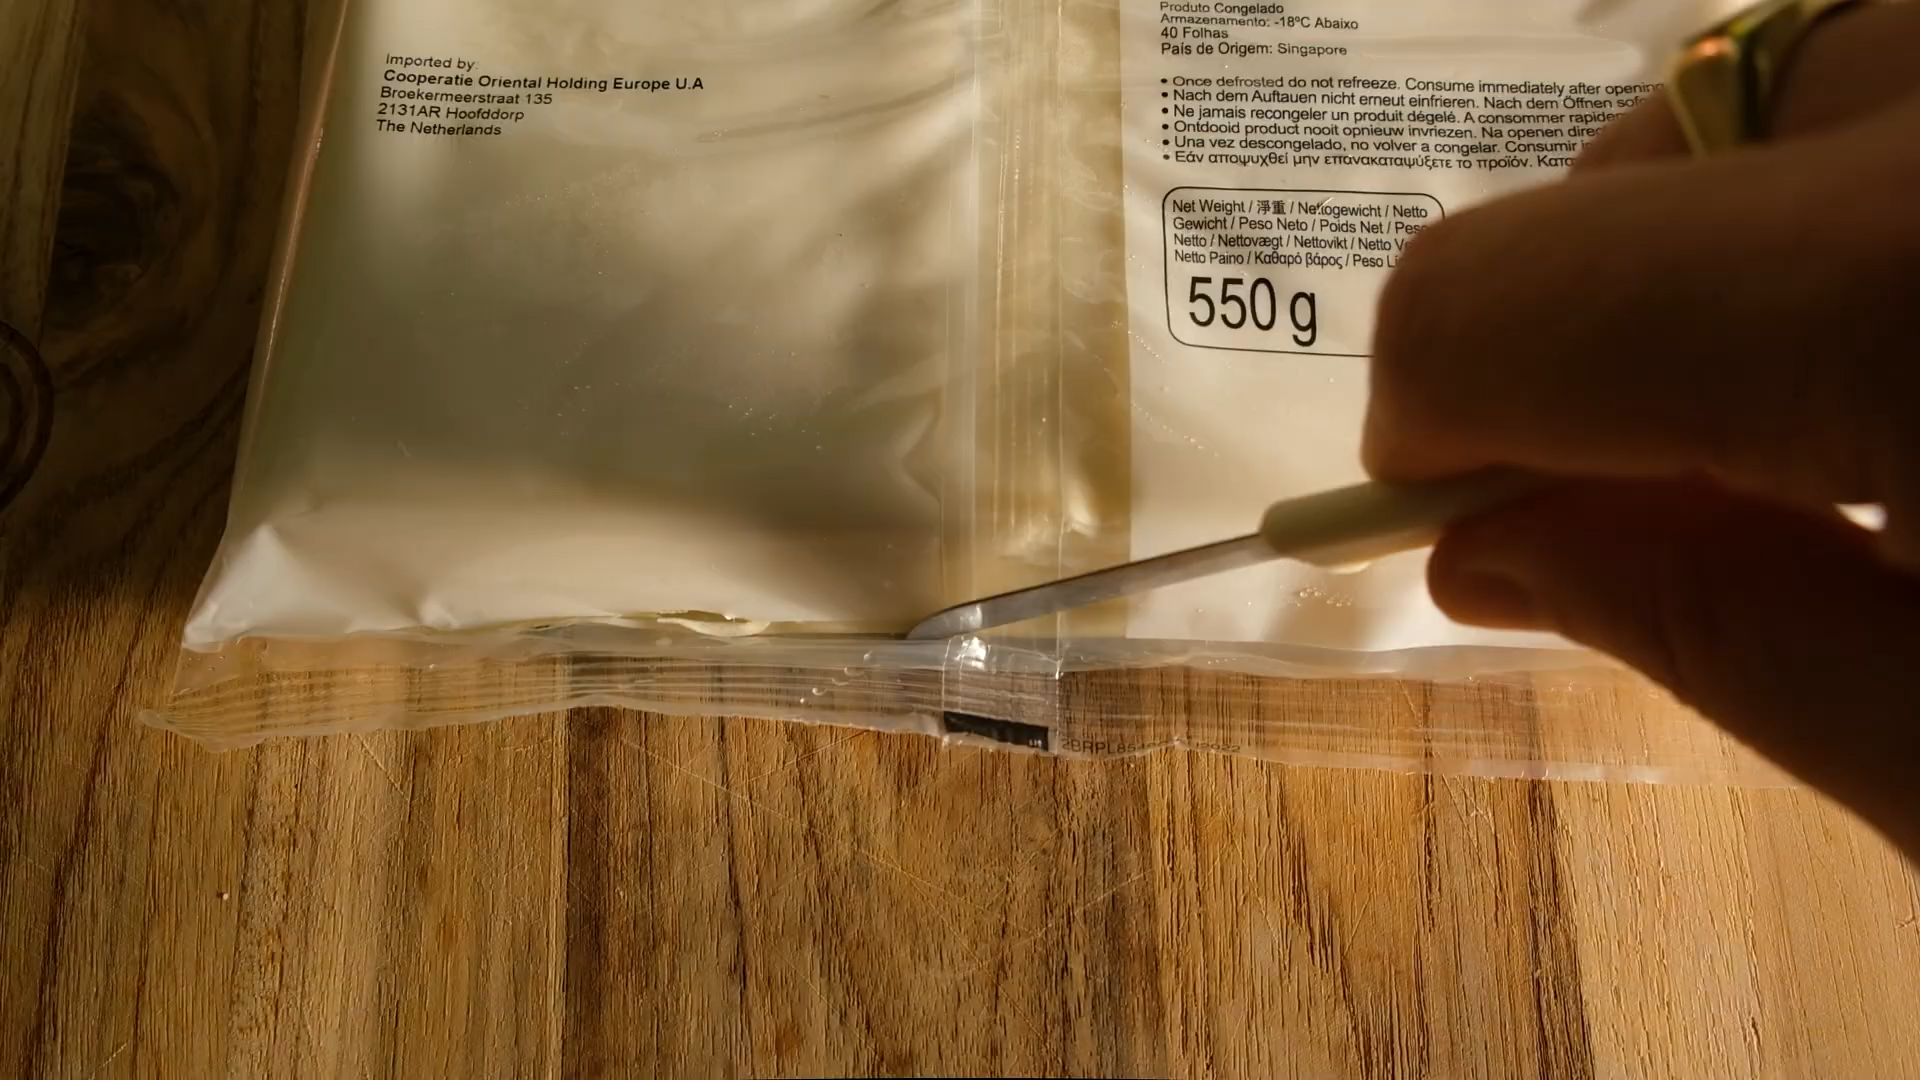 Imported by:
Cooperatie Oriental Holding Europe U.A
Broekermeerstraat 135
2131AR Hoofddorp
The Netherlands
Produto Congelado
Armazenamento: -18ºC Abaixo
40 Folhas
País de Origem: Singapore
• Once defrosted do not refreeze. Consume immediately after opening
• Nach dem Auftauen nicht erneut einfrieren. Nach dem Öffnen
• Ne jamais recongeler un produit dégelé. A consommer
• Ontdooid product nooit opnieuw invriezen. Na openen
• Una vez descongelado, no volver a congelar. Consumir
• Εάν αποψυχθεί μην επανακαταψύξετε το προϊόν.
Net Weight / 淨重 / Nettogewicht / Netto
Gewicht / Peso Neto / Poids Net /
Netto / Nettovægt / Nettovikt / Netto
Netto Paino / Καθαρό βάρος / Peso
550 g